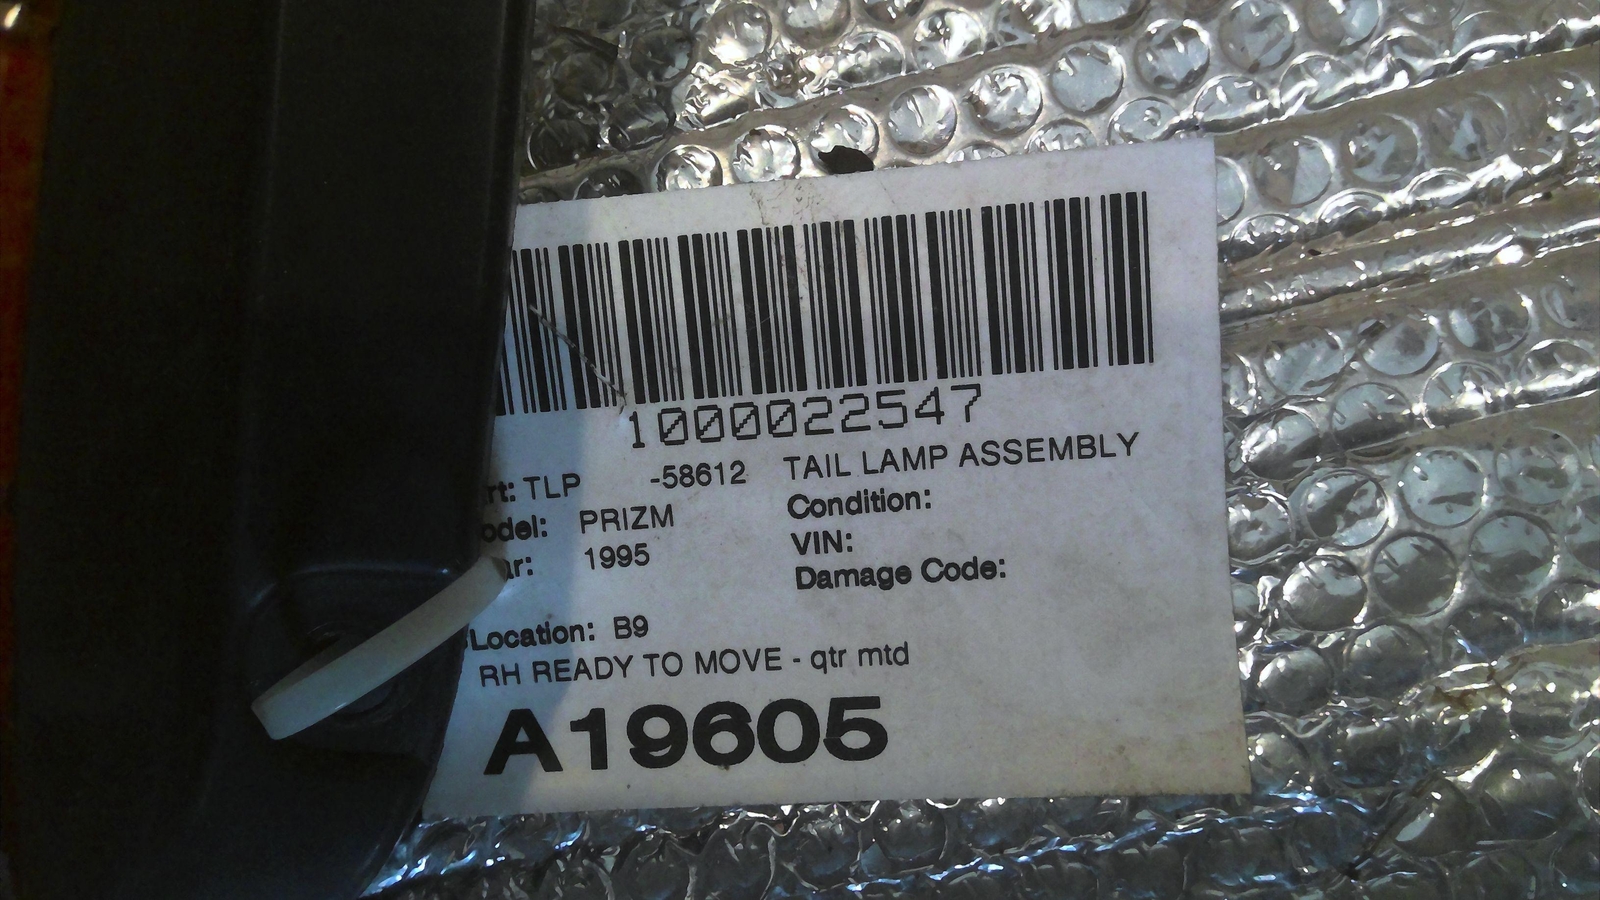 1000022547
rt: TLP -58612 TAIL LAMP ASSEMBLY
odel: PRIZM Condition:
ar: 1995 VIN:
Damage Code:
Location: B9
RH READY TO MOVE - qtr mtd
A19605